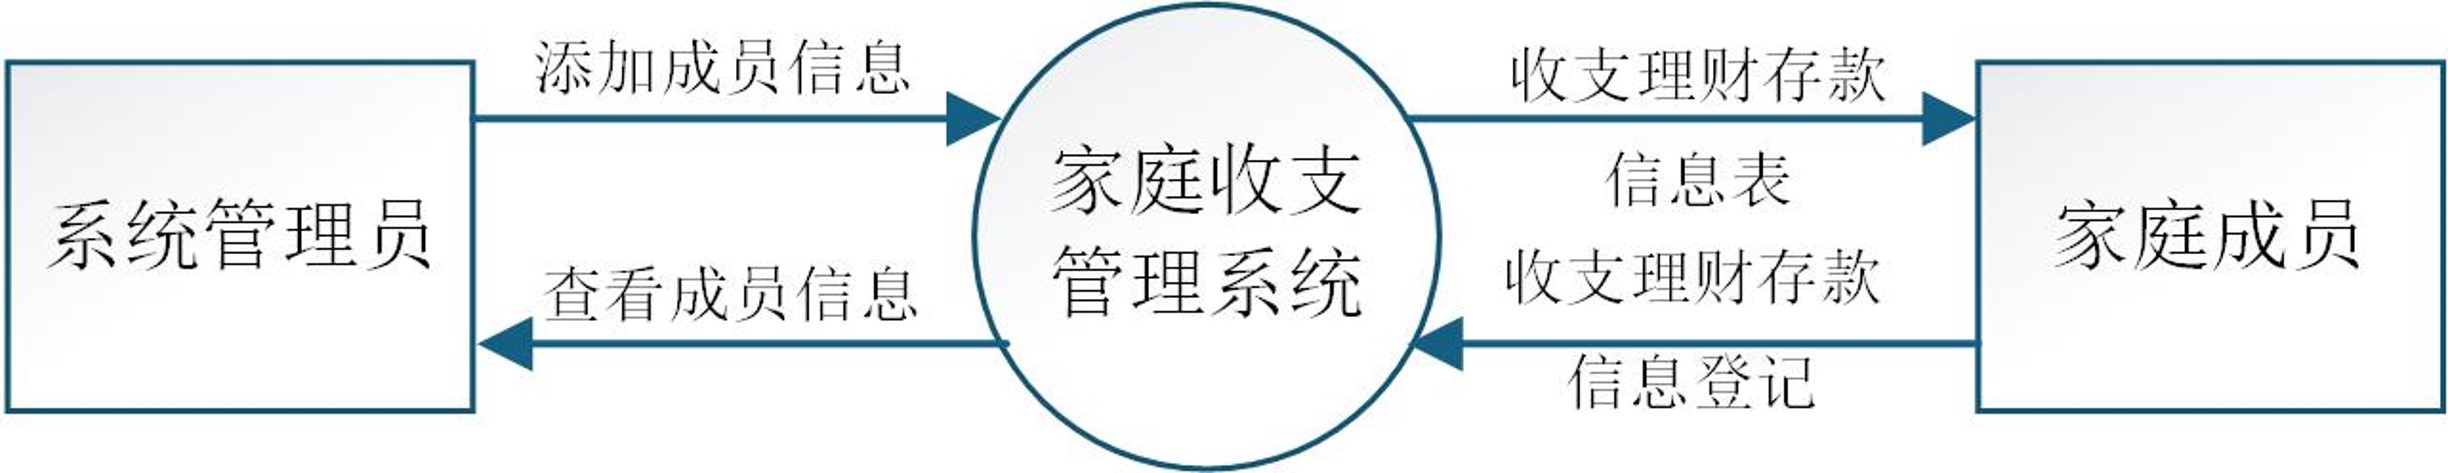 系统管理员
添加成员信息
查看成员信息
家庭收支
管理系统
收支理财存款
信息表
收支理财存款
信息登记
家庭成员